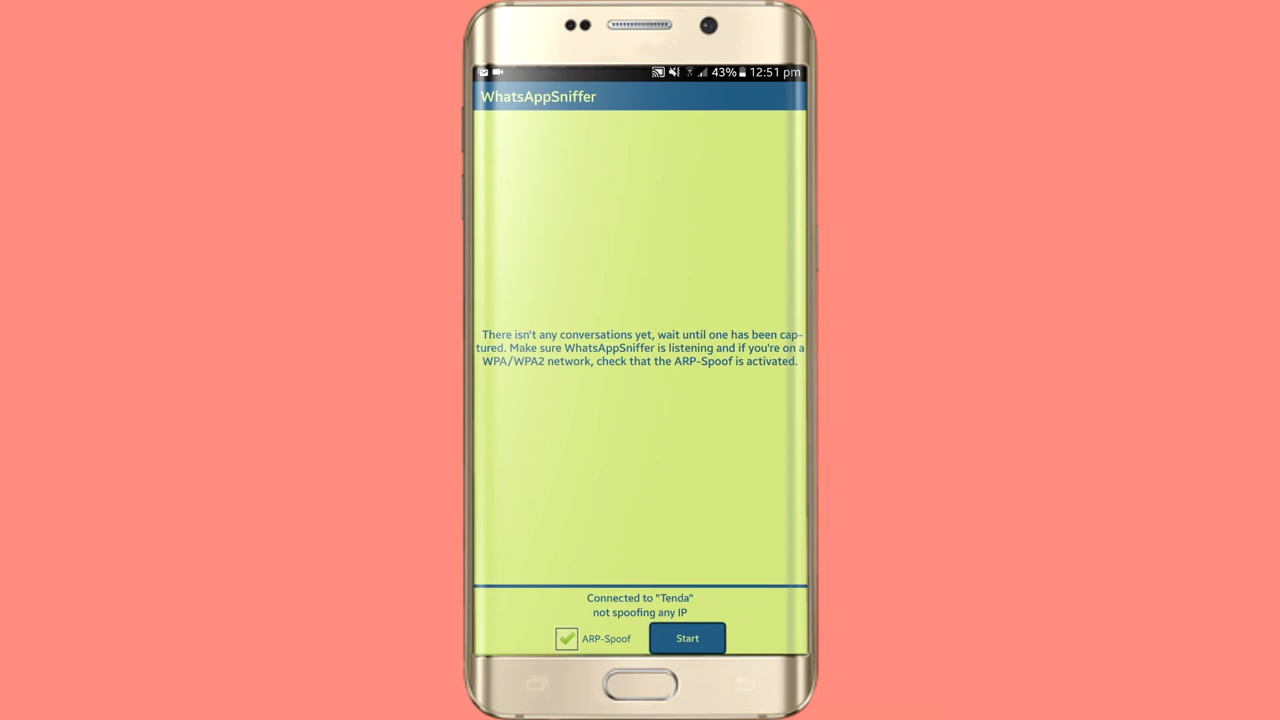 43% 12:51 pm
WhatsAppSniffer
There isn't any conversations yet, wait until one has been cap-
tured. Make sure WhatsAppSniffer is listening and if you're on a
WPA/WPA2 network, check that the ARP-Spoof is activated.
Connected to "Tenda"
not spoofing any IP
ARP-Spoof
Start